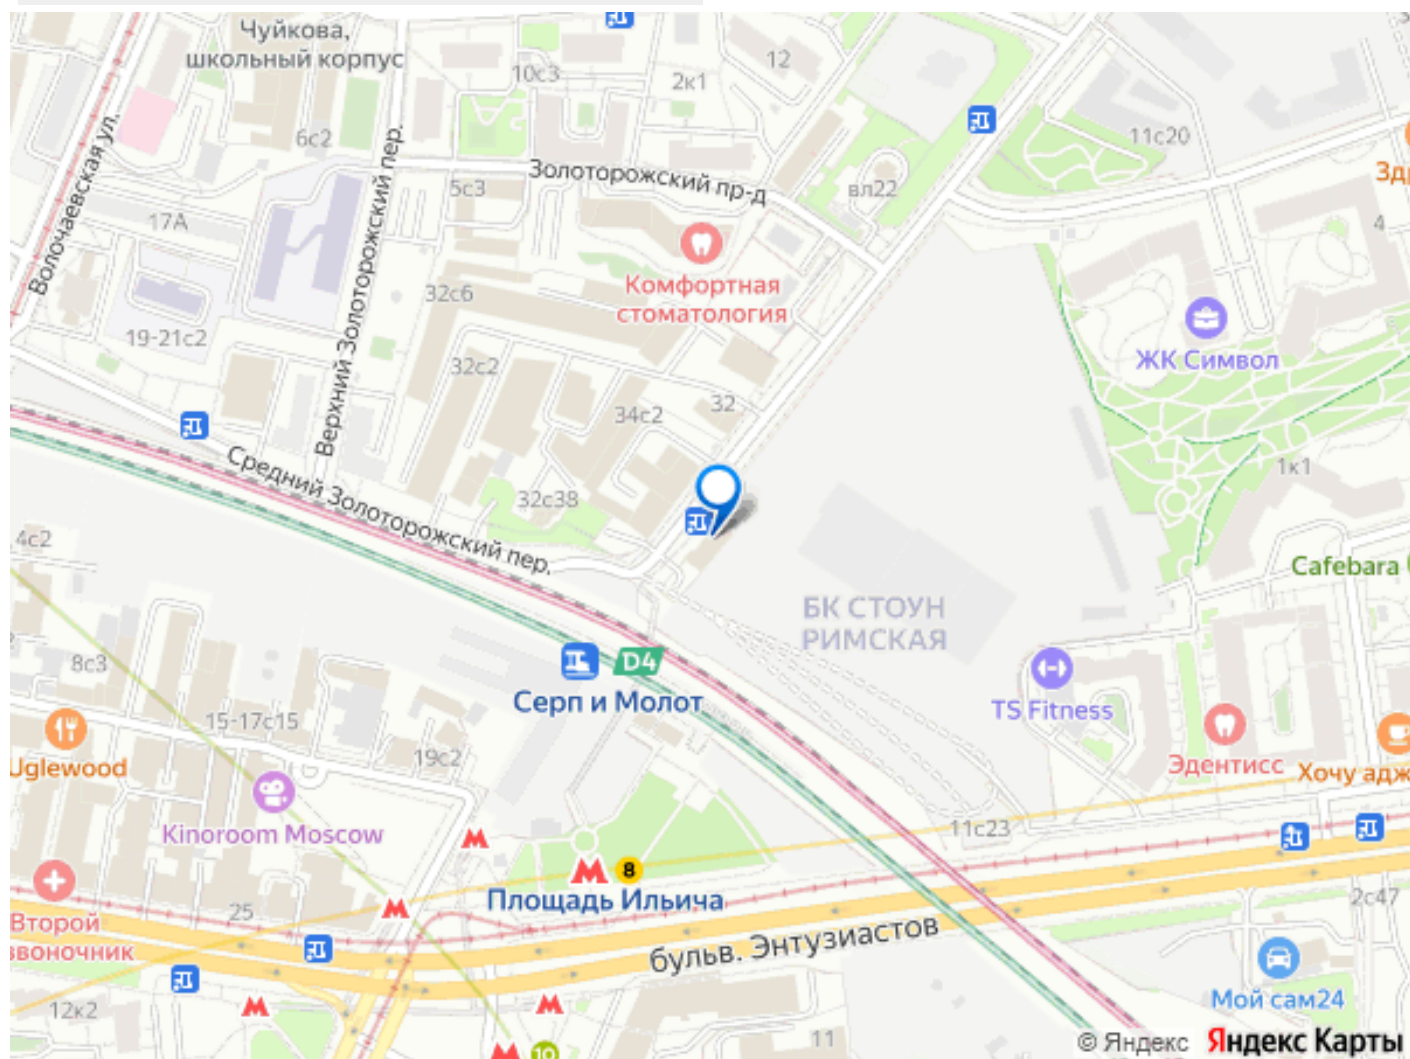 Чуйкова,
школьный корпус
10с3
12
2к1
6с2
11с20
Волочаевская ул.
Верхний Золоторожский пер.
Золоторожский пр-д
5с3
вл22
17А
4
Комфортная
стоматология
32с6
19-21с2
ЖК Символ
32с2
34с2
32
Средний Золоторожский пер.
1к1
32с38
4с2
Cafebara
БК СТОУН
РИМСКАЯ
8с3
D4
Серп и Молот
TS Fitness
15-17с15
19с2
Uglewood
Эдентисс
Хочу адж
Kinoroom Moscow
11с23
8
Площадь Ильича
2с47
25
Второй
звоночник
бульв. Энтузиастов
12к2
11
10
Мой сам24
© Яндекс Яндекс Карты